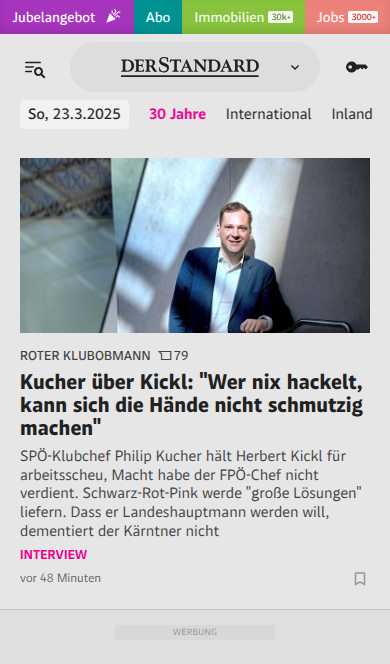 Jubelangebot
Abo
Immobilien 30k+
Jobs 3000+
DERSTANDARD
So, 23.3.2025
30 Jahre
International
Inland
ROTER KLUBOBMANN 79
Kucher über Kickl: "Wer nix hackelt,
kann sich die Hände nicht schmutzig
machen"
SPÖ-Klubchef Philip Kucher hält Herbert Kickl für
arbeitsscheu, Macht habe der FPÖ-Chef nicht
verdient. Schwarz-Rot-Pink werde "große Lösungen"
liefern. Dass er Landeshauptmann werden will,
dementiert der Kärntner nicht
INTERVIEW
vor 48 Minuten
WERBUNG